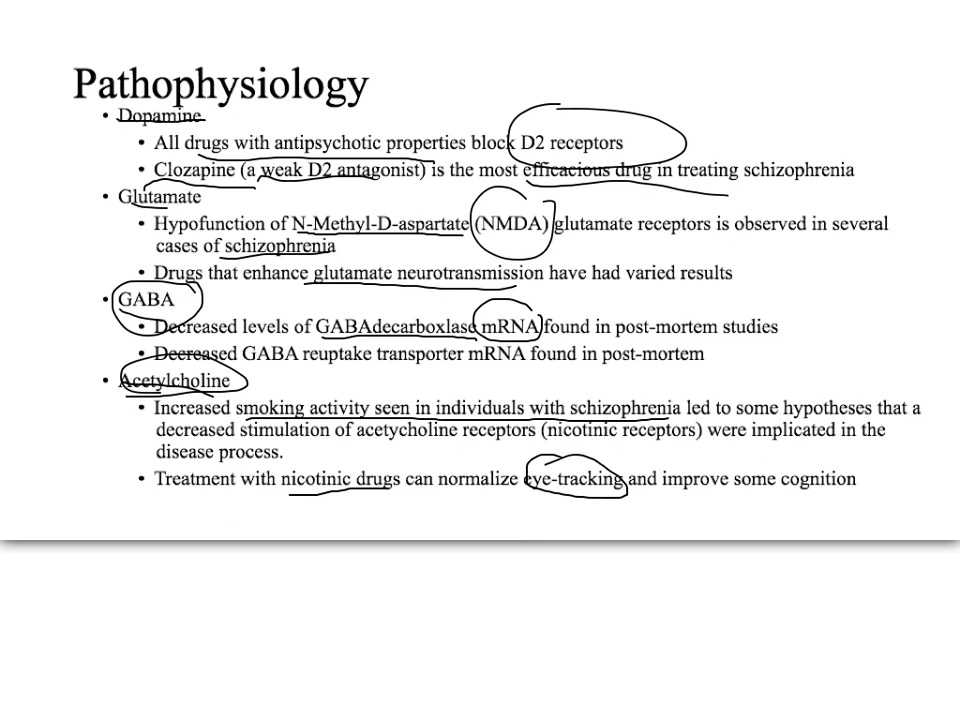 Pathophysiology
• Dopamine
• All drugs with antipsychotic properties block D2 receptors
• Clozapine (a weak D2 antagonist) is the most efficacious drug in treating schizophrenia
• Glutamate
• Hypofunction of N-Methyl-D-aspartate (NMDA) glutamate receptors is observed in several
cases of schizophrenia
• Drugs that enhance glutamate neurotransmission have had varied results
• GABA
• Decreased levels of GABAdecarboxlase mRNA found in post-mortem studies
• Decreased GABA reuptake transporter mRNA found in post-mortem
• Acetylcholine
• Increased smoking activity seen in individuals with schizophrenia led to some hypotheses that a
decreased stimulation of acetycholine receptors (nicotinic receptors) were implicated in the
disease process.
• Treatment with nicotinic drugs can normalize eye-tracking and improve some cognition